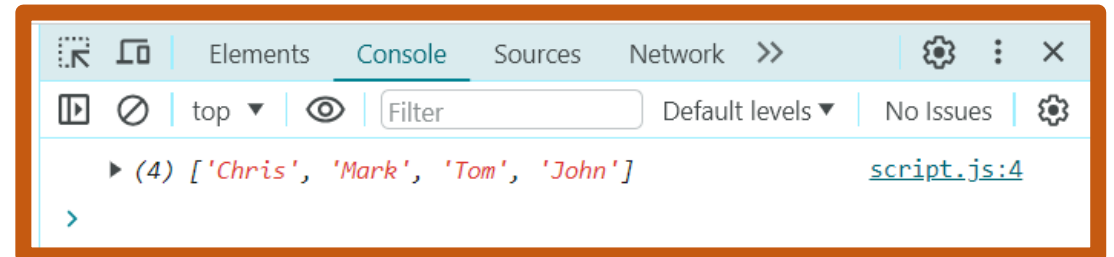 Elements Console Sources Network
top Filter Default levels No Issues
(4) ['Chris', 'Mark', 'Tom', 'John'] script.js:4